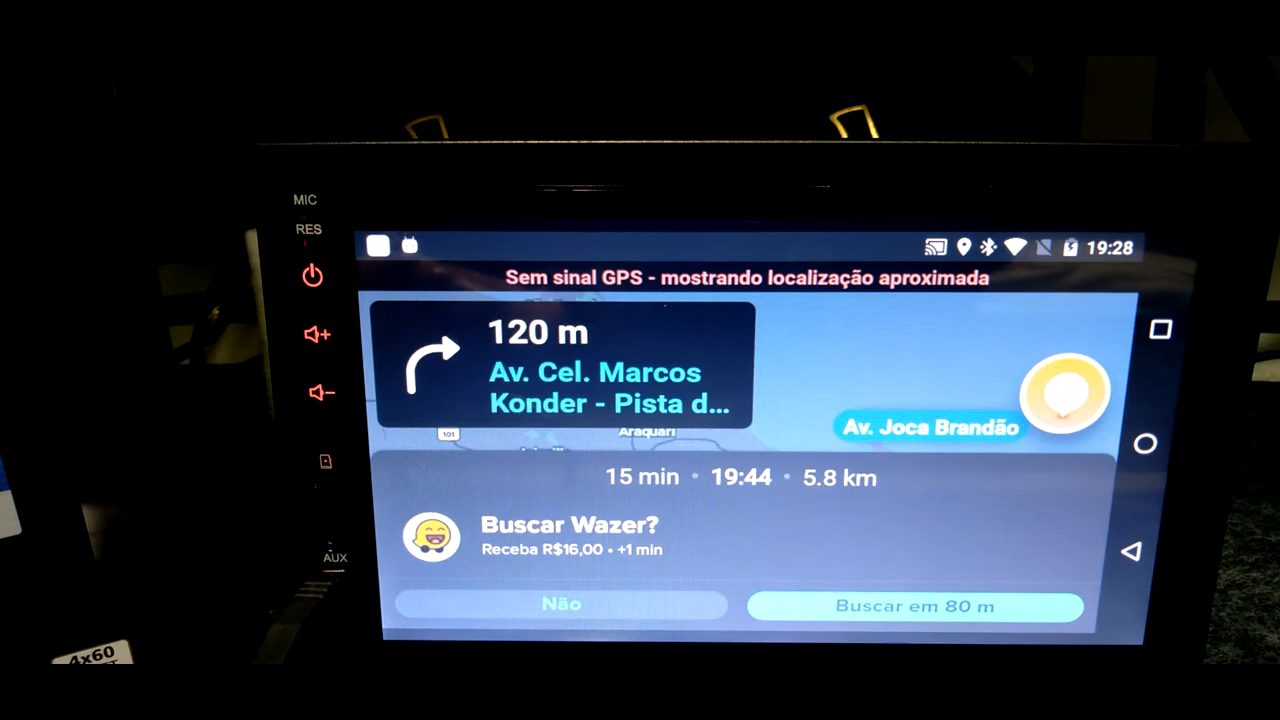 MIC
RES
19:28
Sem sinal GPS - mostrando localização aproximada
120 m
Av. Cel. Marcos
Konder - Pista d...
Av. Joca Brandão
101
Araquari
15 min • 19:44 • 5.8 km
Buscar Wazer?
Receba R$16,00 • +1 min
Não
Buscar em 80 m
AUX
4x60